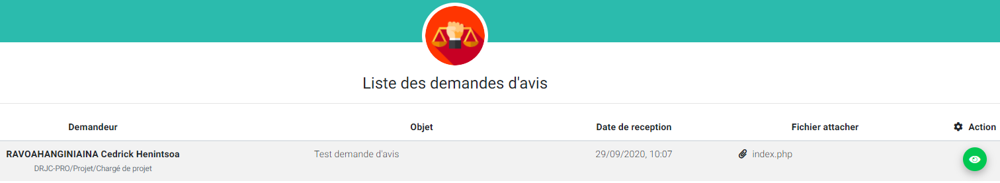 Liste des demandes d'avis
Demandeur Objet Date de reception Fichier attacher Action
RAVOAHANGINIAINA Cedrick Henintsoa Test demande d'avis 29/09/2020, 10:07 index.php
DRJC-PRO/Projet/Chargé de projet